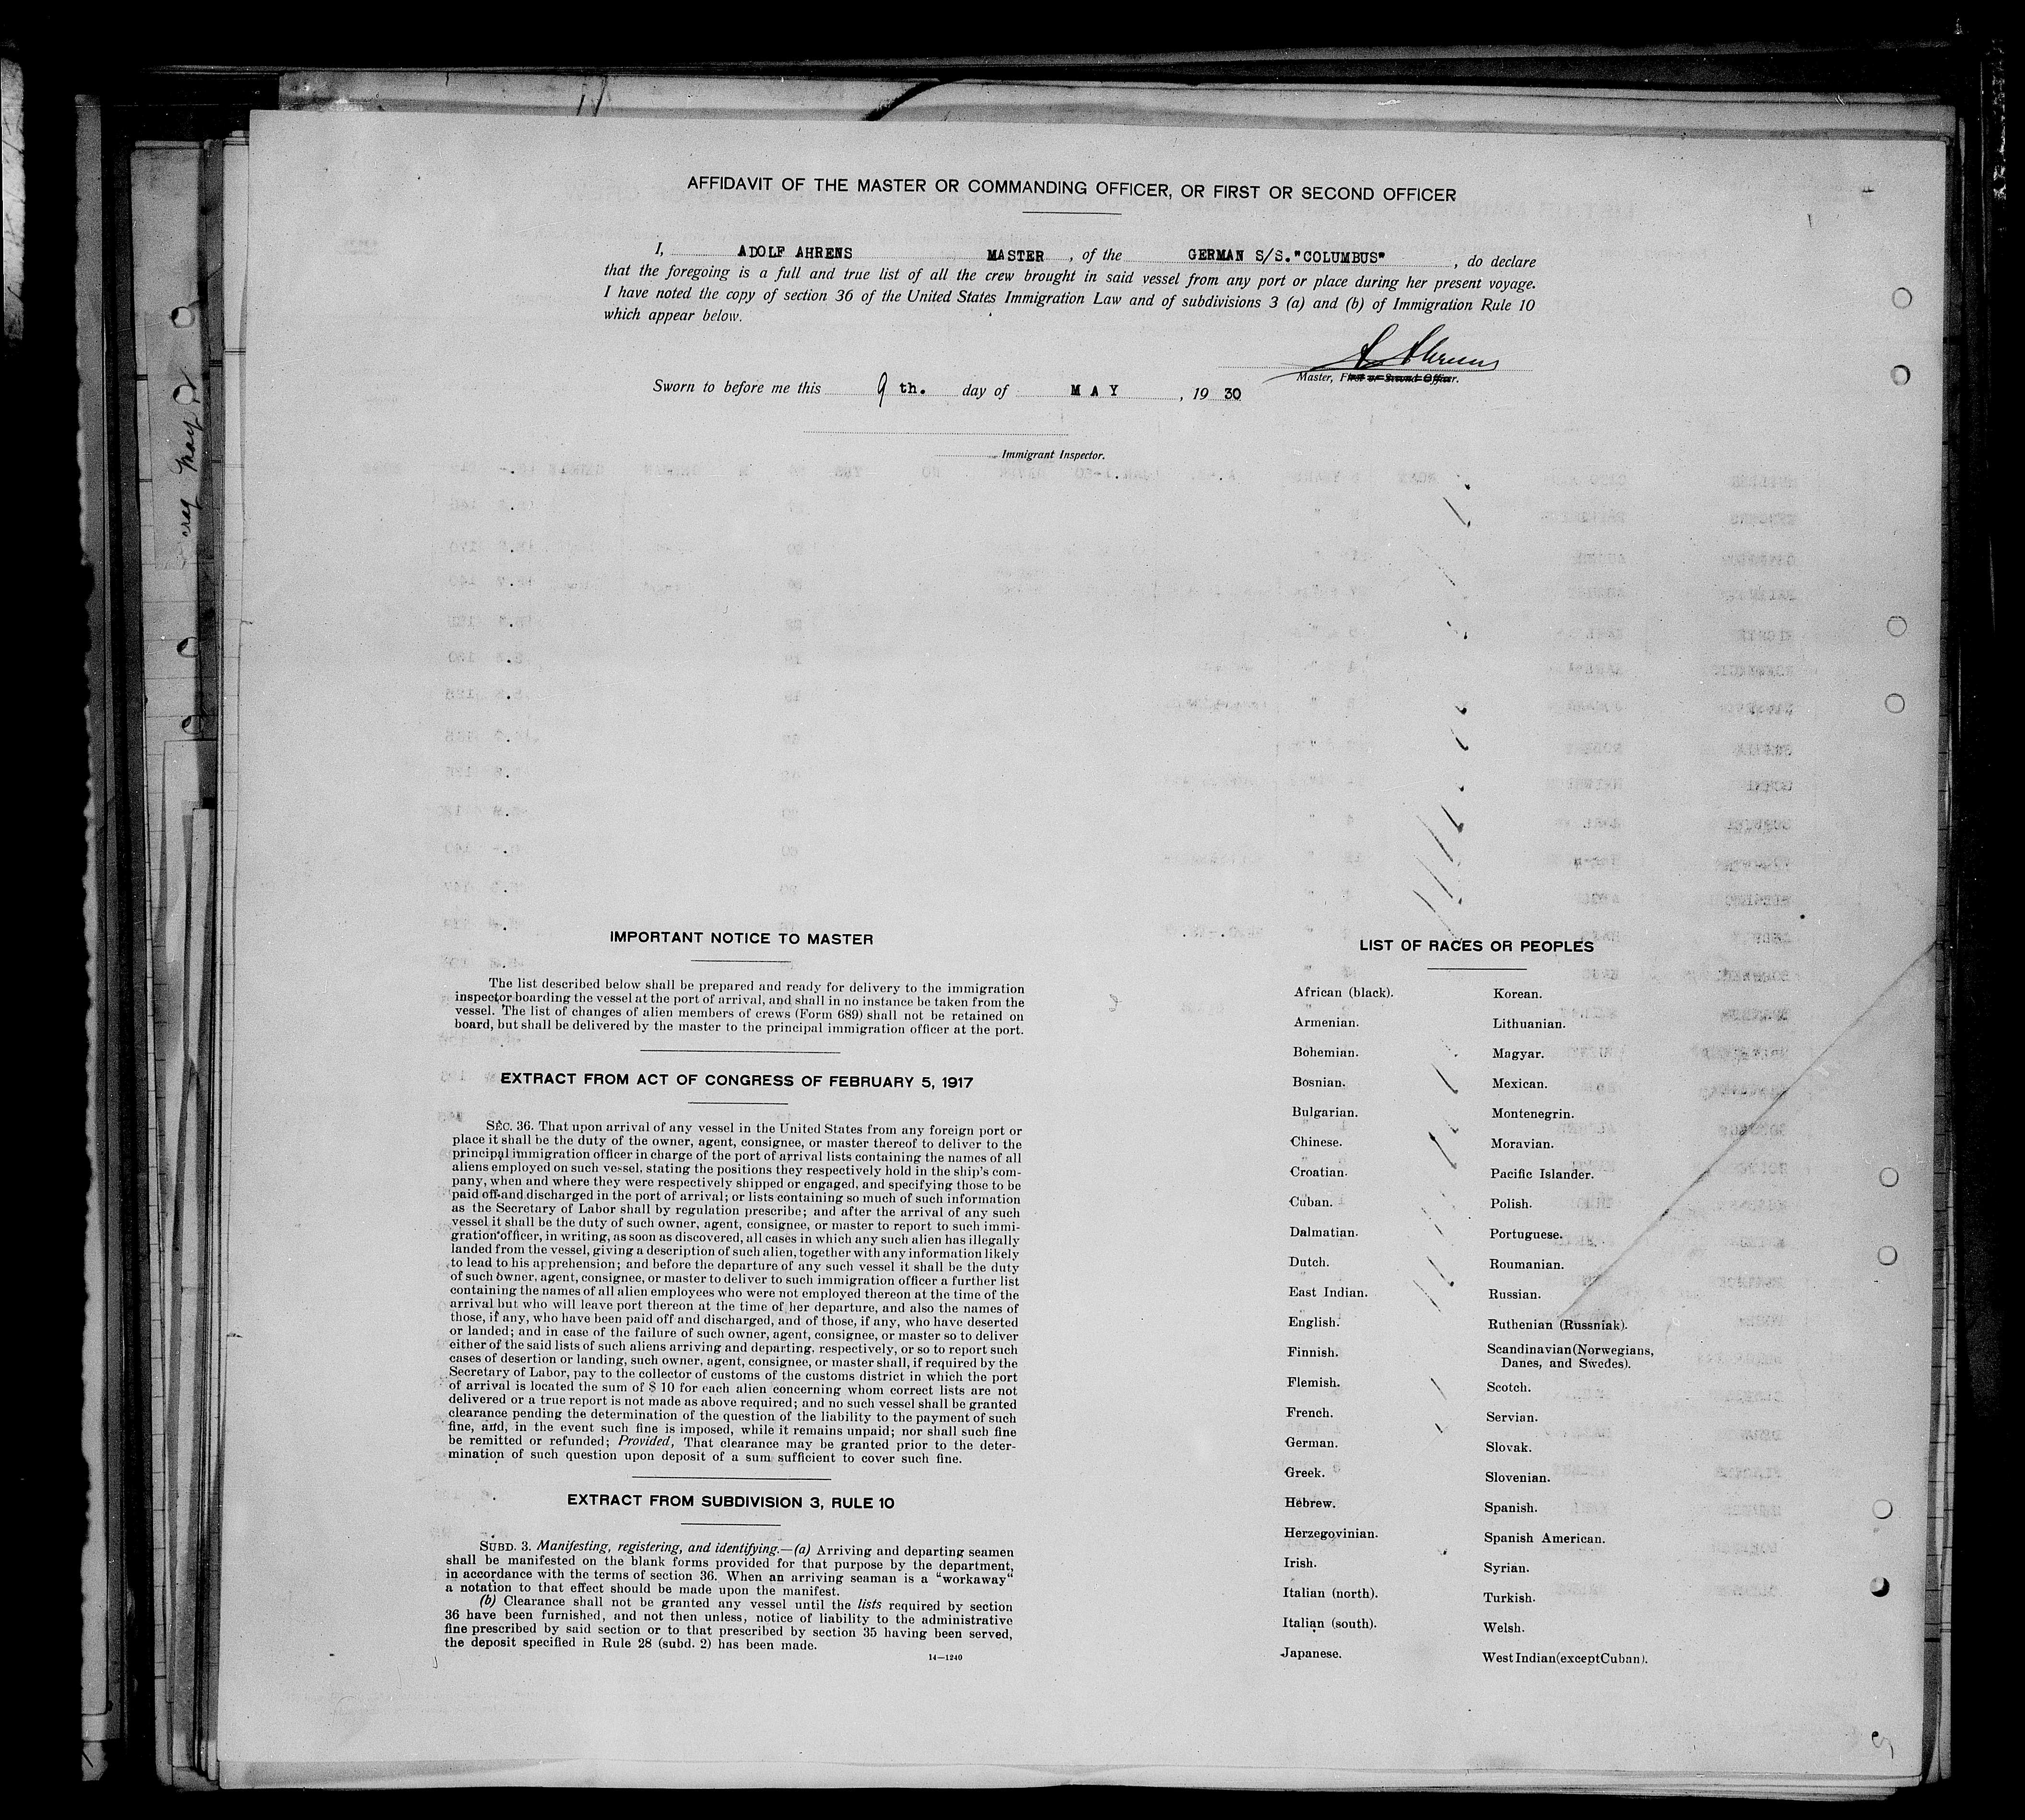 AFFIDAVIT OF THE MASTER OR COMMANDING OFFICER, OR FIRST OR SECOND OFFICER
I, ADOLF AHRENS MASTER, of the GERMAN S/S."COLUMBUS", do declare
that the foregoing is a full and true list of all the crew brought in said vessel from any port or place during her present voyage.
I have noted the copy of section 36 of the United States Immigration Law and of subdivisions 3 (a) and (b) of Immigration Rule 10
which appear below.
A Ahrens
Master, First or Second Officer.
Sworn to before me this 9 th. day of MAY, 19 30
Immigrant Inspector.
May
IMPORTANT NOTICE TO MASTER
The list described below shall be prepared and ready for delivery to the immigration
inspector boarding the vessel at the port of arrival, and shall in no instance be taken from the
vessel. The list of changes of alien members of crews (Form 689) shall not be retained on
board, but shall be delivered by the master to the principal immigration officer at the port.
EXTRACT FROM ACT OF CONGRESS OF FEBRUARY 5, 1917
SEC. 36. That upon arrival of any vessel in the United States from any foreign port or
place it shall be the duty of the owner, agent, consignee, or master thereof to deliver to the
principal immigration officer in charge of the port of arrival lists containing the names of all
aliens employed on such vessel, stating the positions they respectively hold in the ship's com-
pany, when and where they were respectively shipped or engaged, and specifying those to be
paid off and discharged in the port of arrival; or lists containing so much of such information
as the Secretary of Labor shall by regulation prescribe; and after the arrival of any such
vessel it shall be the duty of such owner, agent, consignee, or master to report to such immi-
gration officer, in writing, as soon as discovered, all cases in which any such alien has illegally
landed from the vessel, giving a description of such alien, together with any information likely
to lead to his apprehension; and before the departure of any such vessel it shall be the duty
of such owner, agent, consignee, or master to deliver to such immigration officer a further list
containing the names of all alien employees who were not employed thereon at the time of the
arrival but who will leave port thereon at the time of her departure, and also the names of
those, if any, who have been paid off and discharged, and of those, if any, who have deserted
or landed; and in case of the failure of such owner, agent, consignee, or master so to deliver
either of the said lists of such aliens arriving and departing, respectively, or so to report such
cases of desertion or landing, such owner, agent, consignee, or master shall, if required by the
Secretary of Labor, pay to the collector of customs of the customs district in which the port
of arrival is located the sum of $ 10 for each alien concerning whom correct lists are not
delivered or a true report is not made as above required; and no such vessel shall be granted
clearance pending the determination of the question of the liability to the payment of such
fine, and, in the event such fine is imposed, while it remains unpaid; nor shall such fine
be remitted or refunded; Provided, That clearance may be granted prior to the deter-
mination of such question upon deposit of a sum sufficient to cover such fine.
EXTRACT FROM SUBDIVISION 3, RULE 10
SUBD. 3. Manifesting, registering, and identifying.—(a) Arriving and departing seamen
shall be manifested on the blank forms provided for that purpose by the department,
in accordance with the terms of section 36. When an arriving seaman is a "workaway"
a notation to that effect should be made upon the manifest.
(b) Clearance shall not be granted any vessel until the lists required by section
36 have been furnished, and not then unless, notice of liability to the administrative
fine prescribed by said section or to that prescribed by section 35 having been served,
the deposit specified in Rule 28 (subd. 2) has been made.
14—1240
LIST OF RACES OR PEOPLES
African (black).
Armenian.
Bohemian.
Bosnian.
Bulgarian.
Chinese.
Croatian.
Cuban.
Dalmatian.
Dutch.
East Indian.
English.
Finnish.
Flemish.
French.
German.
Greek.
Hebrew.
Herzegovinian.
Irish.
Italian (north).
Italian (south).
Japanese.
Korean.
Lithuanian.
Magyar.
Mexican.
Montenegrin.
Moravian.
Pacific Islander.
Polish.
Portuguese.
Roumanian.
Russian.
Ruthenian (Russniak).
Scandinavian (Norwegians,
Danes, and Swedes).
Scotch.
Servian.
Slovak.
Slovenian.
Spanish.
Spanish American.
Syrian.
Turkish.
Welsh.
West Indian (except Cuban).